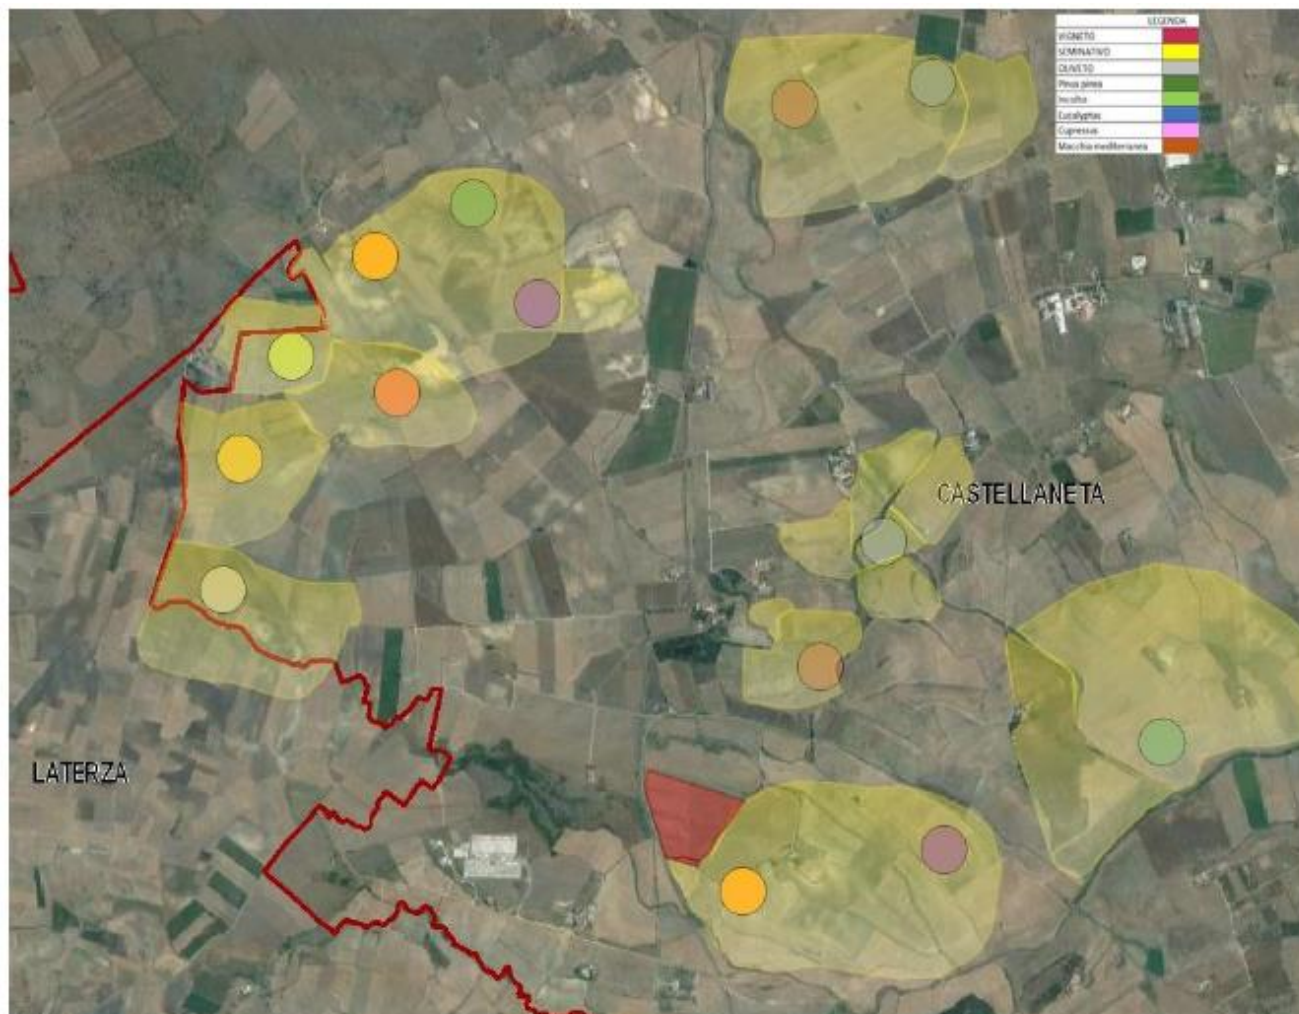 LEGENDA
VIGNETO
SEMINATIVO
OLIVETO
Pinus pinea
Incolto
Eucalyptus
Cupressus
Macchia mediterranea
CASTELLANETA
LATERZA